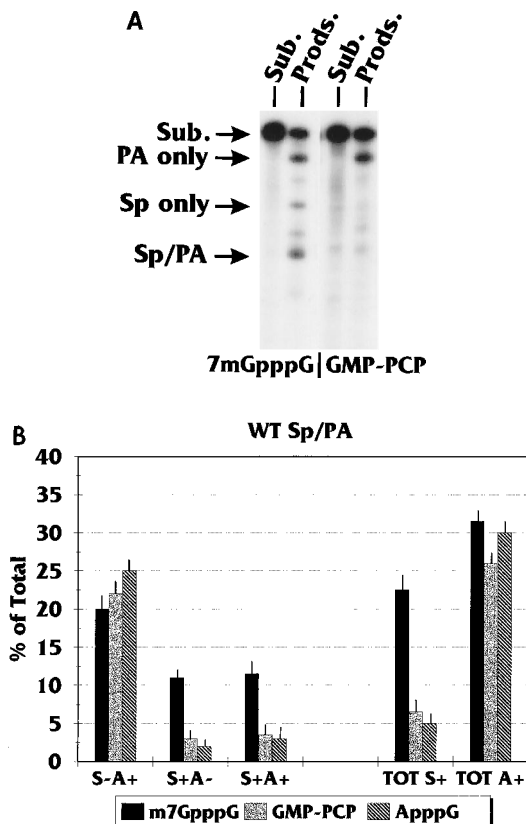 A
Sub.
Prods.
Sub.
Prods.
Sub.
PA only
Sp only
Sp/PA
7mGpppG | GMP-PCP
B
WT Sp/PA
% of Total
40
35
30
25
20
15
10
5
0
S-A+
S+A-
S+A+
TOT S+
TOT A+
m7GpppG
GMP-PCP
ApppG